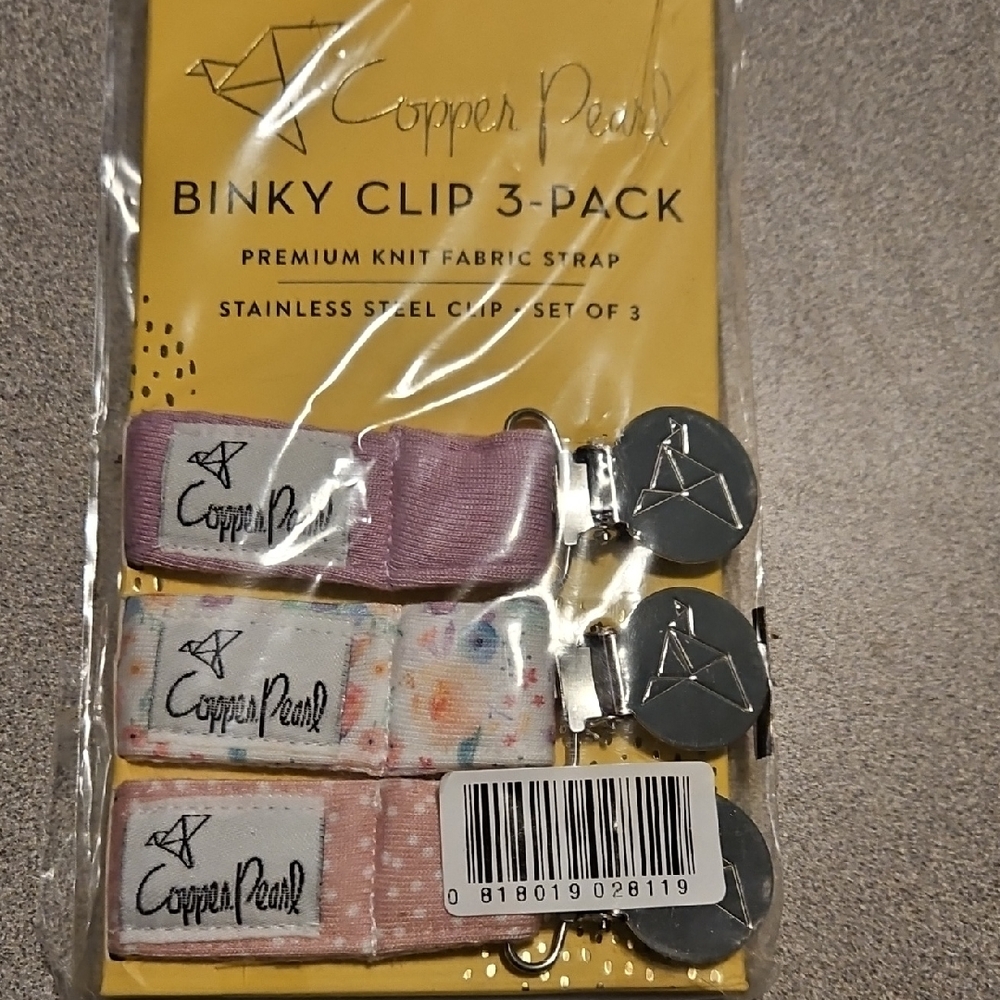 Copper Pearl
BINKY CLIP 3-PACK
PREMIUM KNIT FABRIC STRAP
STAINLESS STEEL CLIP • SET OF 3
Copper Pearl
Copper Pearl
Copper Pearl
0 818019 028119